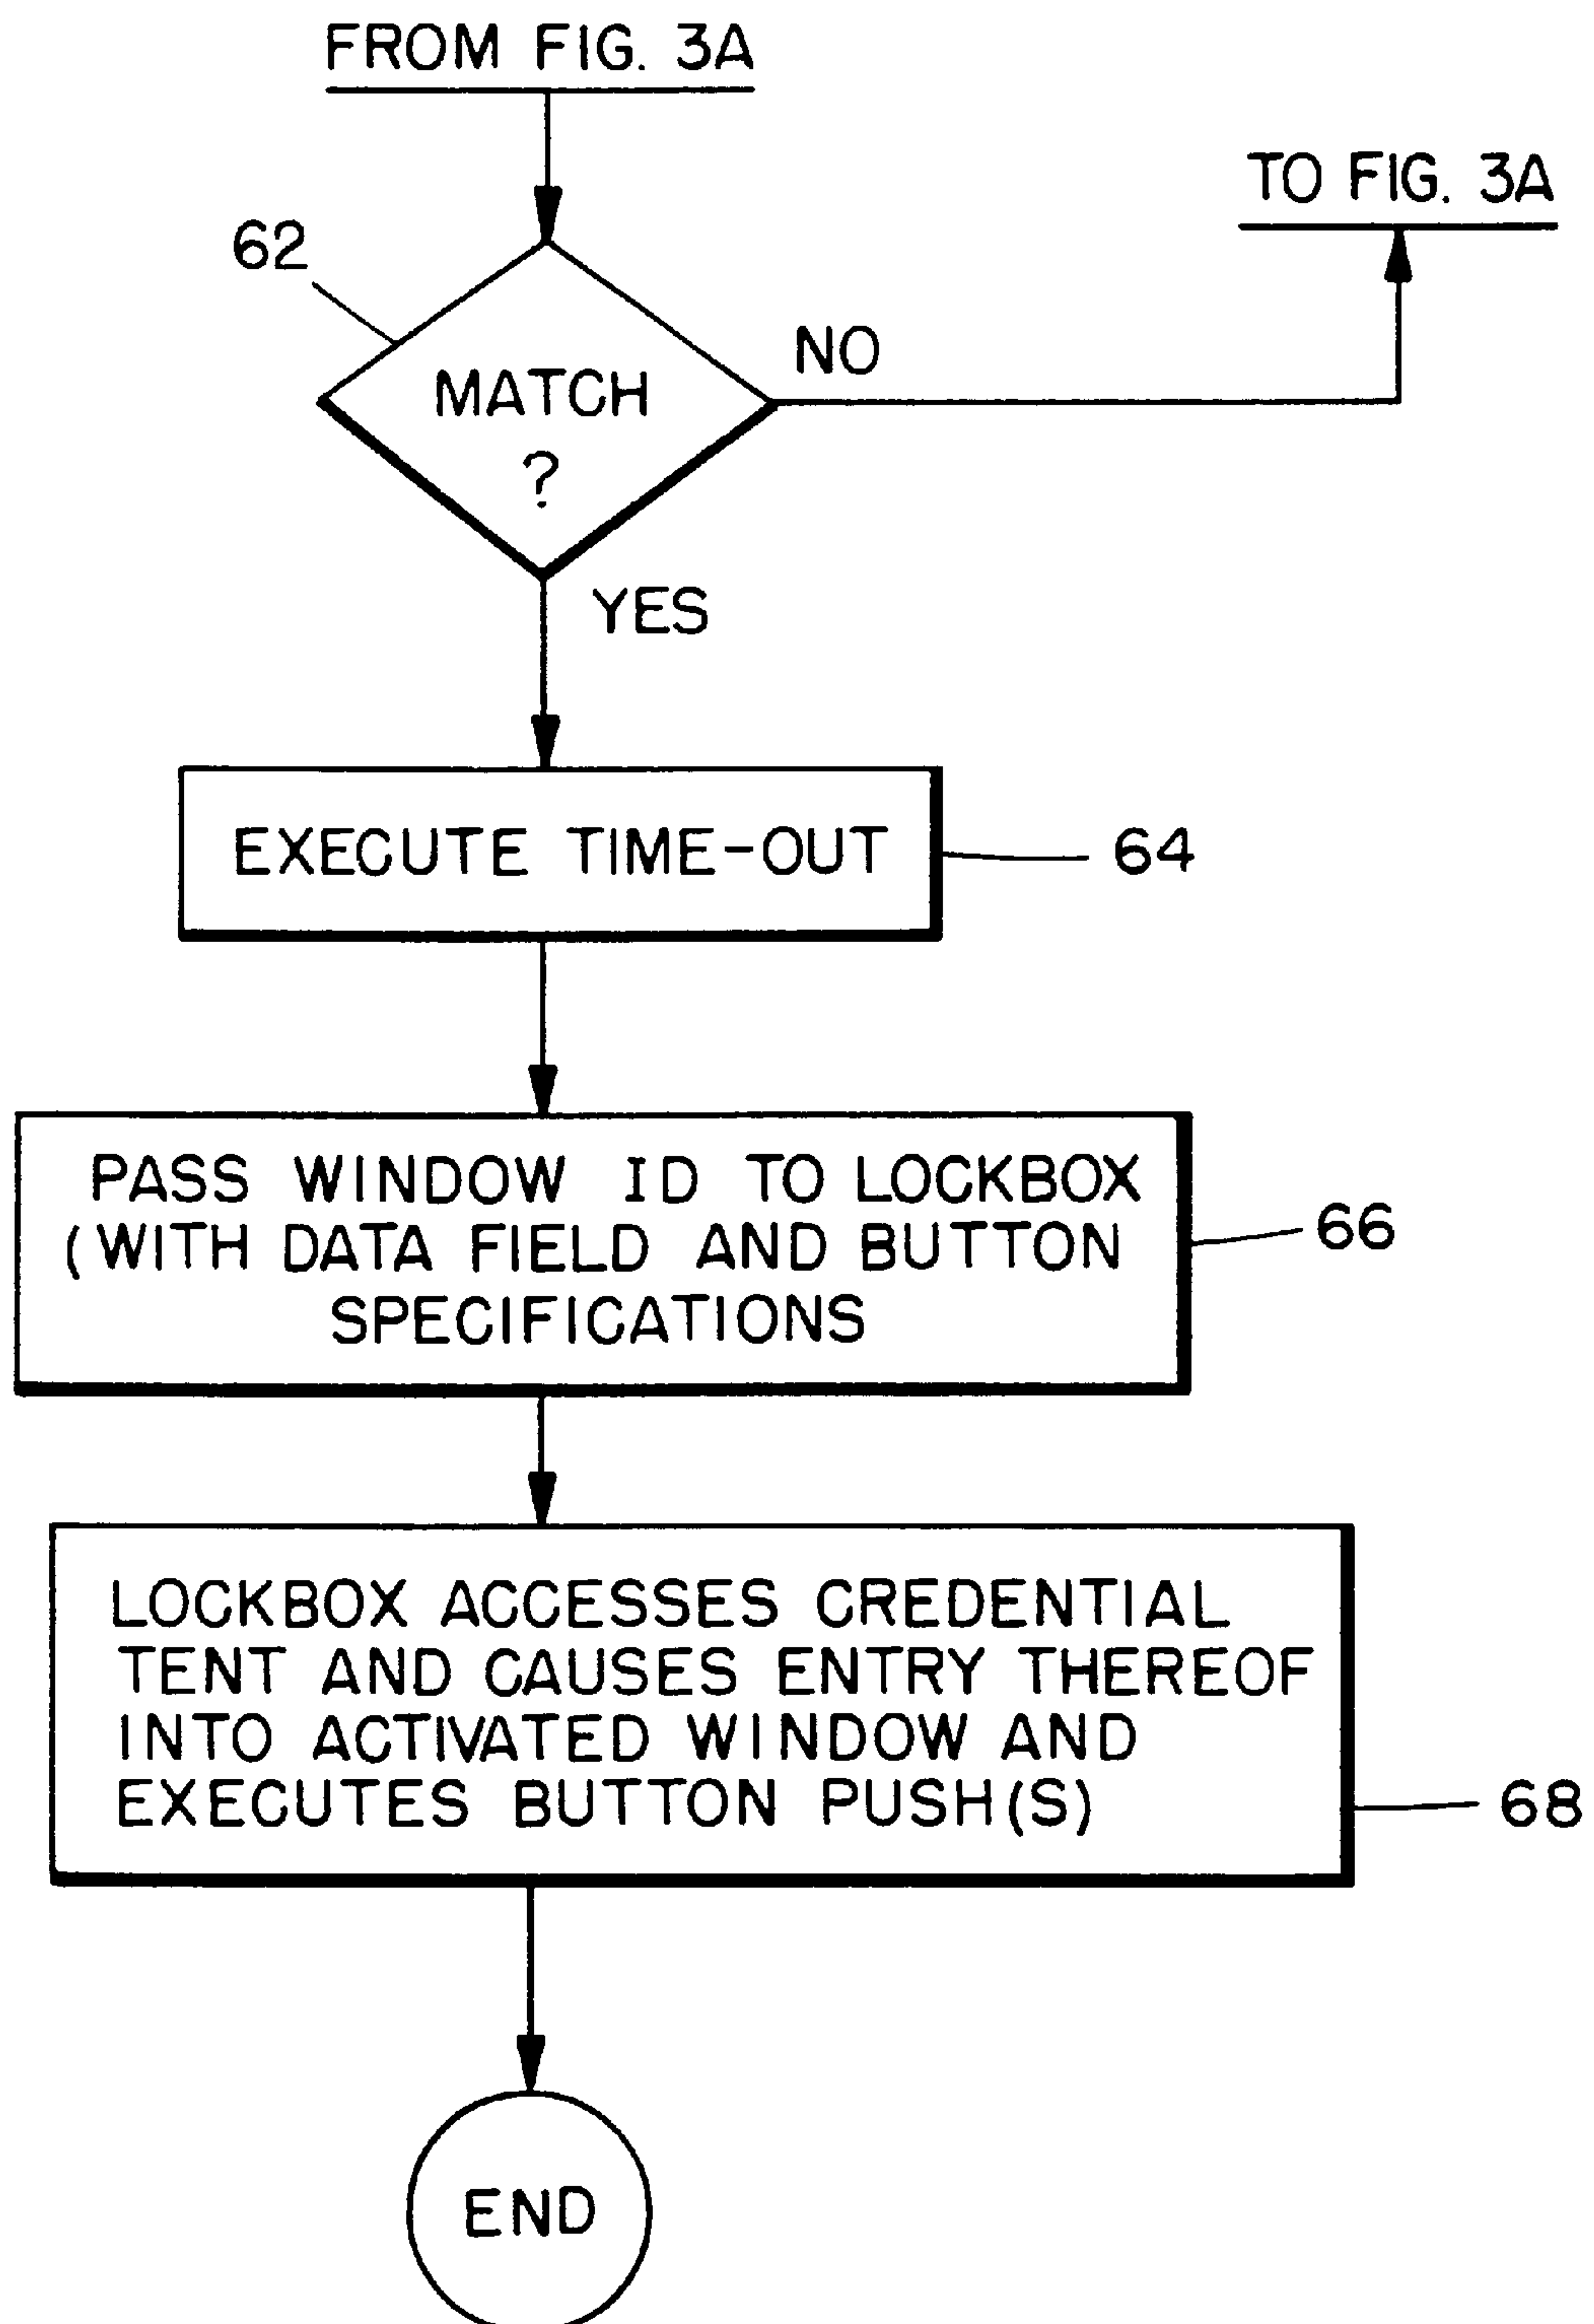 FROM FIG. 3A
TO FIG. 3A
62
MATCH
?
NO
YES
EXECUTE TIME-OUT
64
PASS WINDOW ID TO LOCKBOX
(WITH DATA FIELD AND BUTTON
SPECIFICATIONS
66
LOCKBOX ACCESSES CREDENTIAL
TENT AND CAUSES ENTRY THEREOF
INTO ACTIVATED WINDOW AND
EXECUTES BUTTON PUSH(S)
68
END